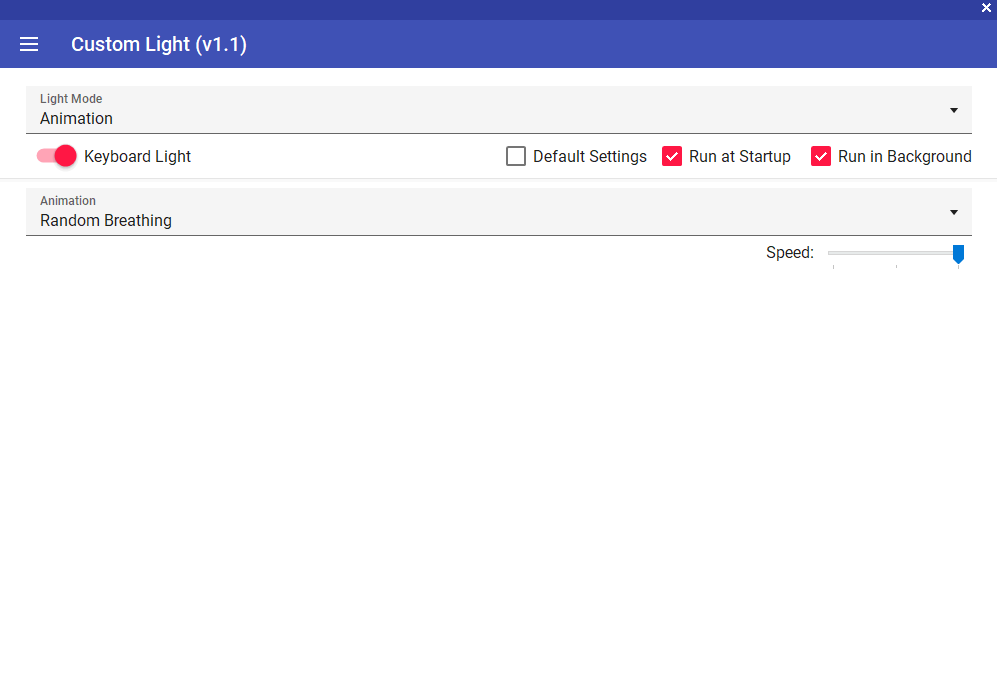 Custom Light (v1.1)
Light Mode
Animation
Keyboard Light
Default Settings
Run at Startup
Run in Background
Animation
Random Breathing
Speed: